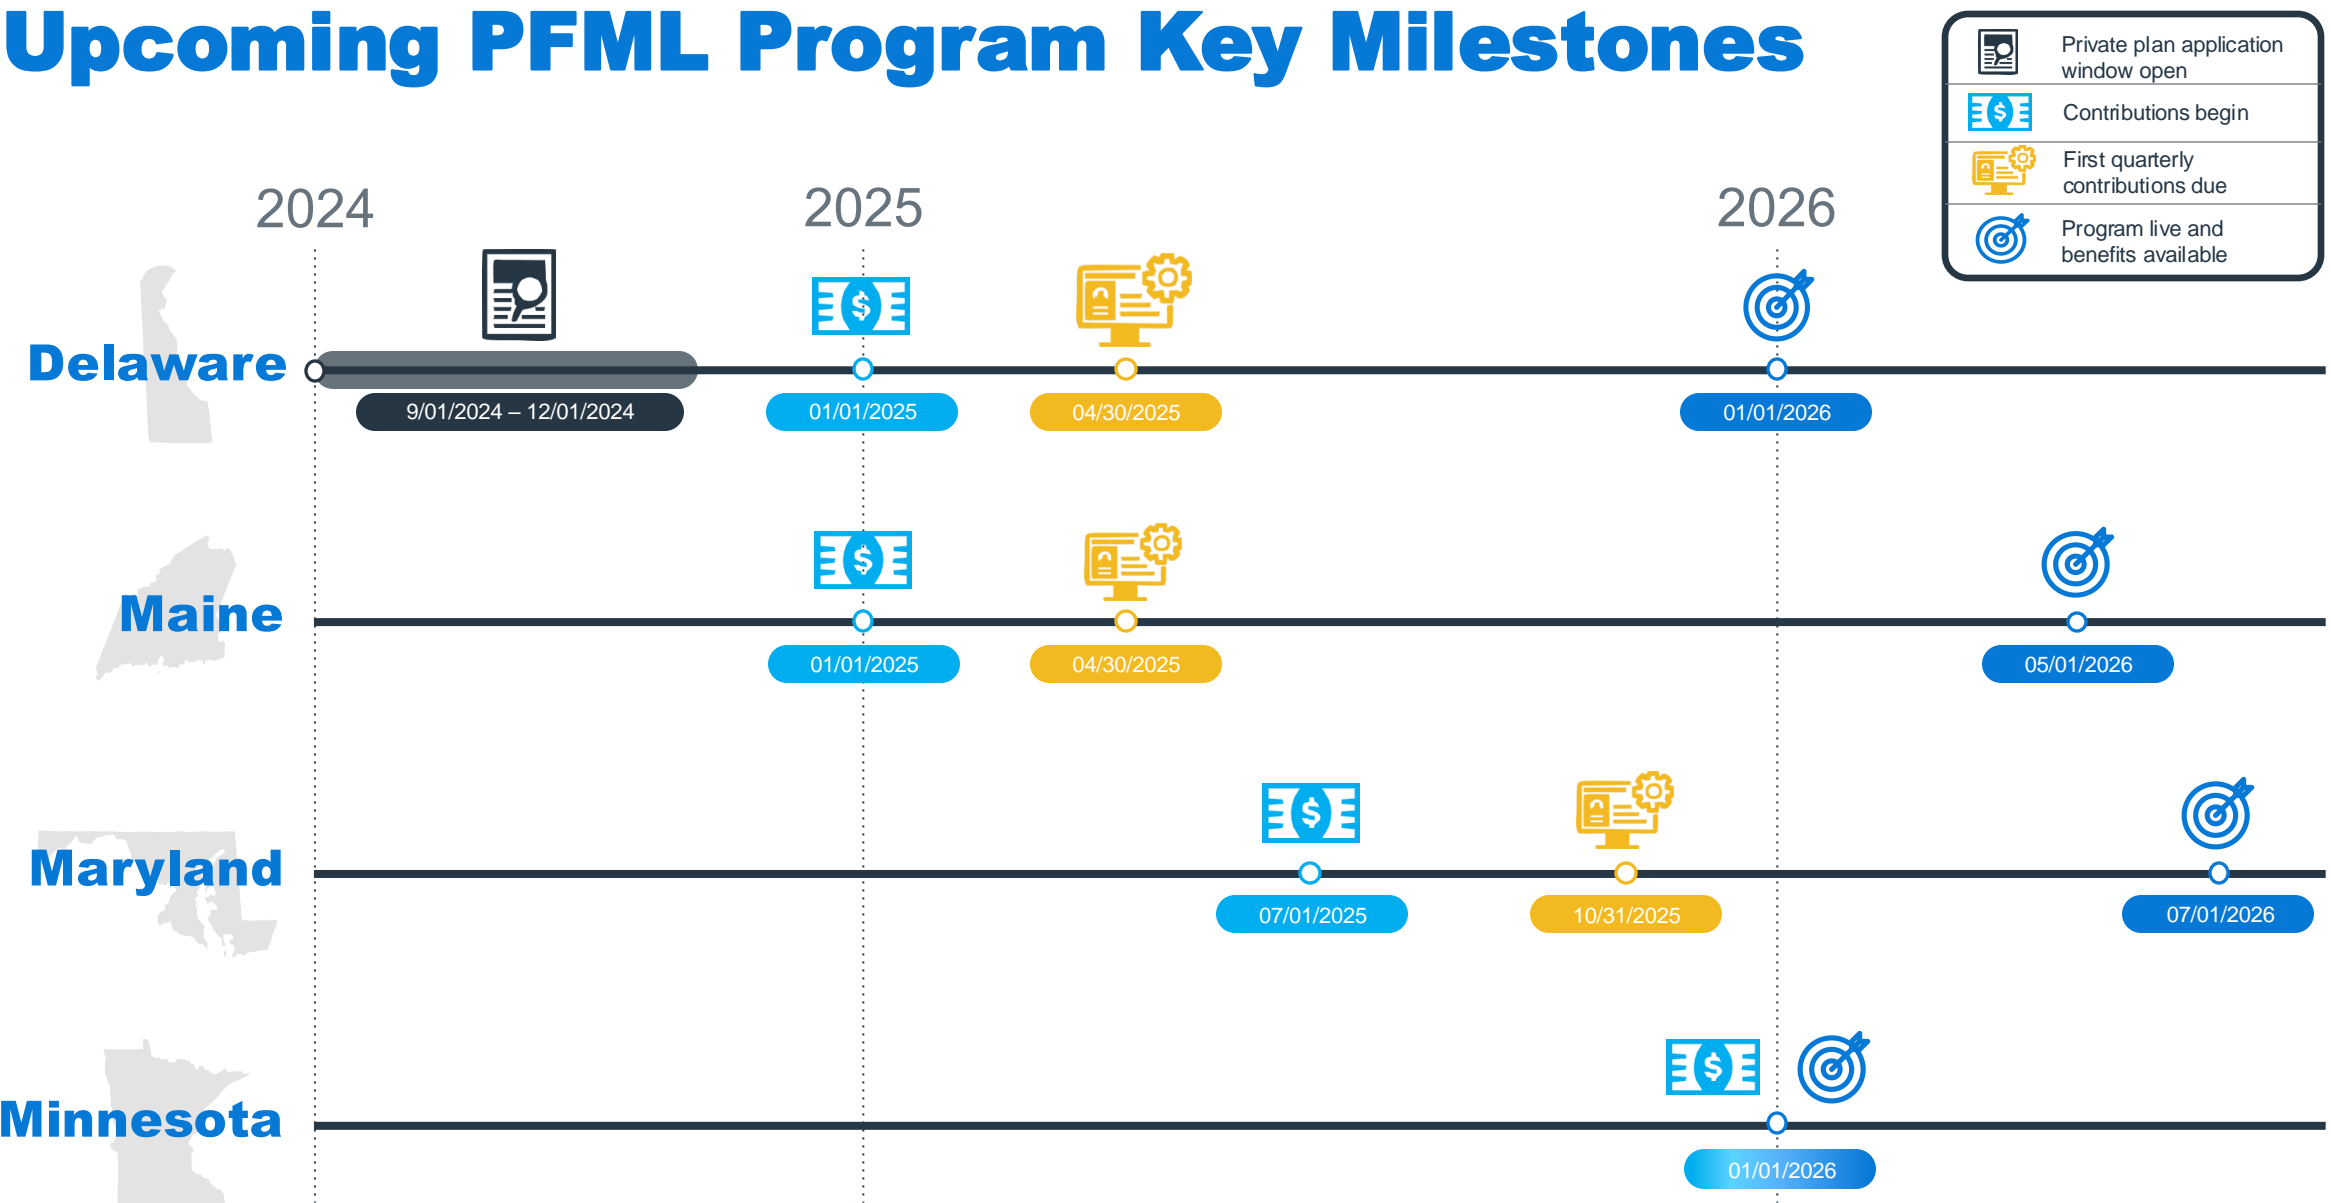 Upcoming PFML Program Key Milestones
Private plan application
window open
Contributions begin
First quarterly
contributions due
Program live and
benefits available
2024
2025
2026
Delaware
9/01/2024 – 12/01/2024
01/01/2025
04/30/2025
01/01/2026
Maine
01/01/2025
04/30/2025
05/01/2026
Maryland
07/01/2025
10/31/2025
07/01/2026
Minnesota
01/01/2026